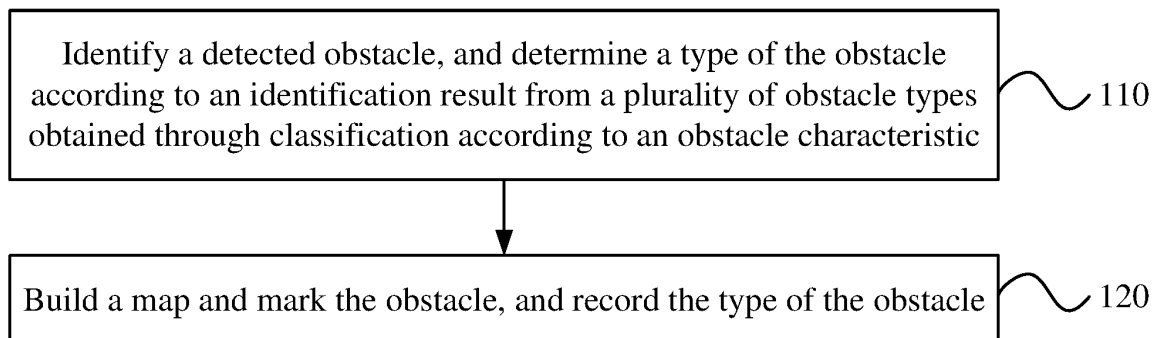 Identify a detected obstacle, and determine a type of the obstacle
according to an identification result from a plurality of obstacle types
obtained through classification according to an obstacle characteristic
110
Build a map and mark the obstacle, and record the type of the obstacle
120